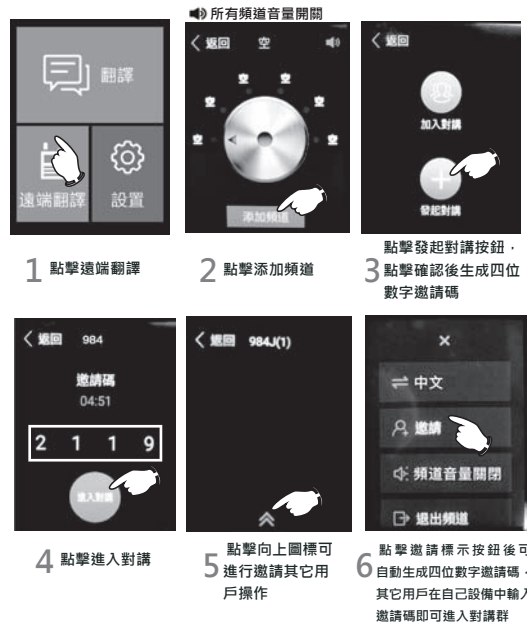 所有頻道音量開關
翻譯
遠端翻譯
設置
返回 空
空 空
空 空
空 空
添加頻道
返回
加入對講
發起對講
1 點擊遠端翻譯
2 點擊添加頻道
3 點擊發起對講按鈕，
點擊確認後生成四位
數字邀請碼
返回 984
邀請碼
04:51
2 1 1 9
進入對講
返回 984J(1)
中文
邀請
頻道音量關閉
退出頻道
4 點擊進入對講
5 點擊向上圖標可
進行邀請其它用
戶操作
6 點擊邀請標示按鈕後可
自動生成四位數字邀請碼，
其它用戶在自己設備中輸入
邀請碼即可進入對講群